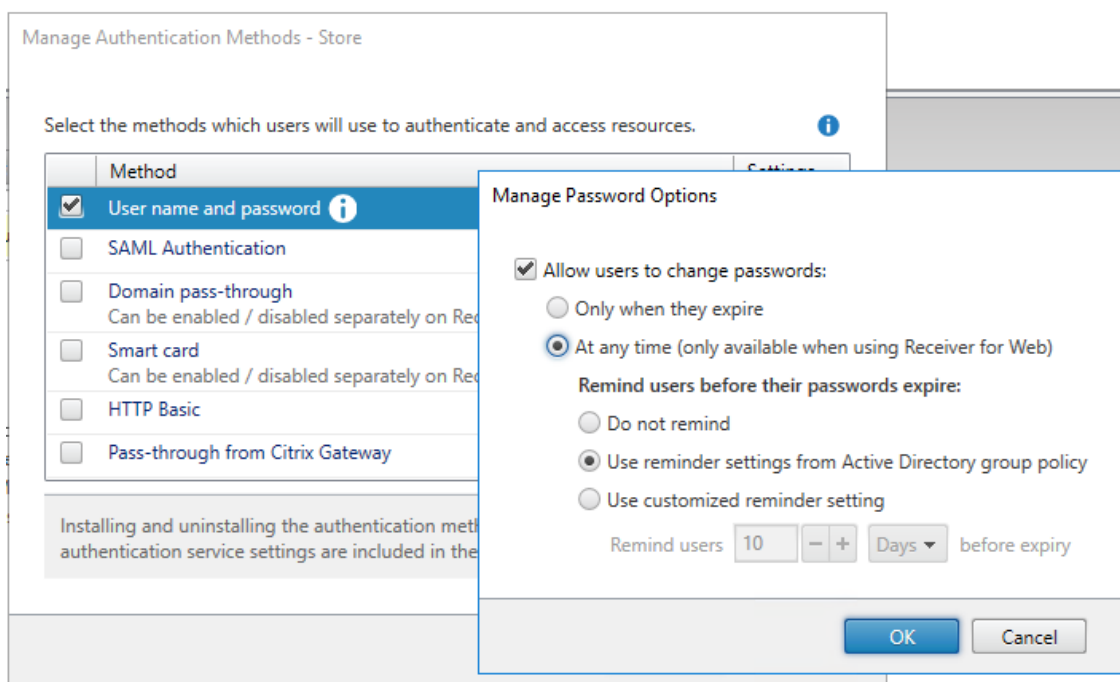 Manage Authentication Methods - Store
Select the methods which users will use to authenticate and access resources.
Method
User name and password
SAML Authentication
Domain pass-through
Can be enabled / disabled separately on
Smart card
Can be enabled / disabled separately on
HTTP Basic
Pass-through from Citrix Gateway
Installing and uninstalling the authentication
authentication service settings are included in the
Manage Password Options
Allow users to change passwords:
Only when they expire
At any time (only available when using Receiver for Web)
Remind users before their passwords expire:
Do not remind
Use reminder settings from Active Directory group policy
Use customized reminder setting
Remind users 10 − + Days before expiry
OK Cancel